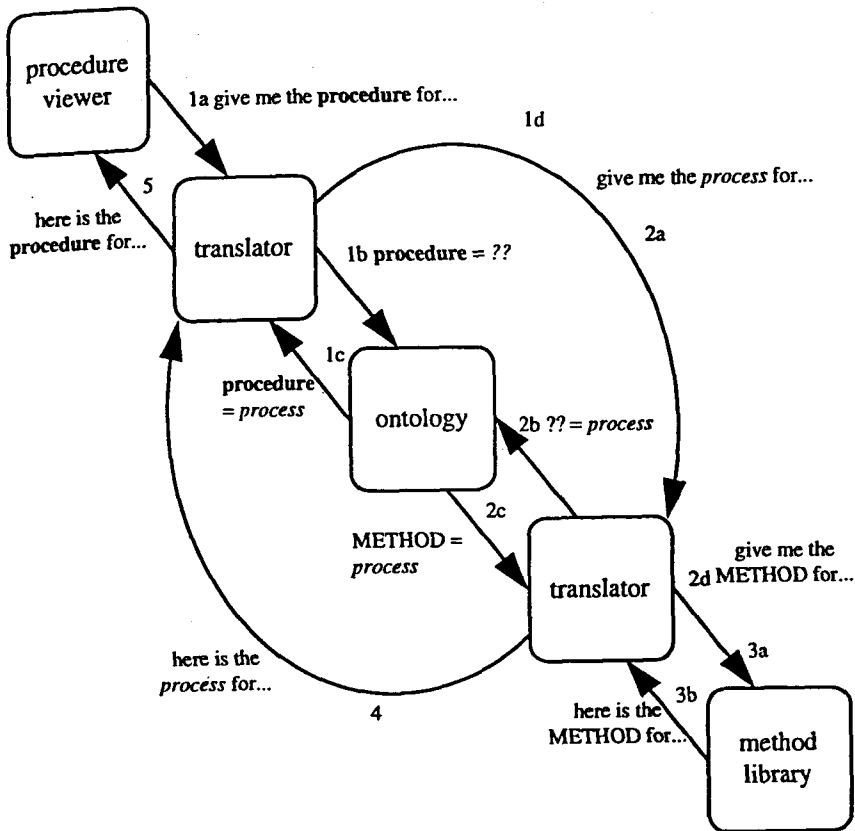 procedure
viewer
1a give me the procedure for...
1d
5
here is the
procedure for...
translator
give me the process for...
2a
1b procedure = ??
1c
procedure
= process
ontology
2b ?? = process
2c
METHOD =
process
translator
give me the
2d METHOD for...
3a
here is the
process for...
4
3b
here is the
METHOD for...
method
library